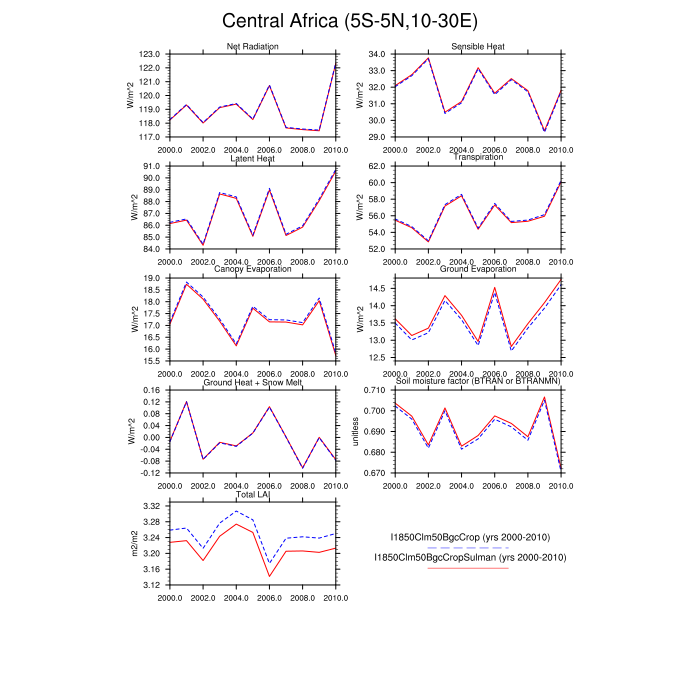 Central Africa (5S-5N,10-30E)
Net Radiation
W/m^2
123.0
122.0
121.0
120.0
119.0
118.0
117.0
2000.0 2002.0 2004.0 2006.0 2008.0 2010.0
Sensible Heat
W/m^2
34.0
33.0
32.0
31.0
30.0
29.0
2000.0 2002.0 2004.0 2006.0 2008.0 2010.0
Latent Heat
W/m^2
91.0
90.0
89.0
88.0
87.0
86.0
85.0
84.0
2000.0 2002.0 2004.0 2006.0 2008.0 2010.0
Transpiration
W/m^2
62.0
60.0
58.0
56.0
54.0
52.0
2000.0 2002.0 2004.0 2006.0 2008.0 2010.0
Canopy Evaporation
W/m^2
19.0
18.5
18.0
17.5
17.0
16.5
16.0
15.5
2000.0 2002.0 2004.0 2006.0 2008.0 2010.0
Ground Evaporation
W/m^2
14.5
14.0
13.5
13.0
12.5
2000.0 2002.0 2004.0 2006.0 2008.0 2010.0
Ground Heat + Snow Melt
W/m^2
0.16
0.12
0.08
0.04
0.00
-0.04
-0.08
-0.12
2000.0 2002.0 2004.0 2006.0 2008.0 2010.0
Soil moisture factor (BTRAN or BTRANMN)
unitless
0.710
0.700
0.690
0.680
0.670
2000.0 2002.0 2004.0 2006.0 2008.0 2010.0
Total LAI
m2/m2
3.32
3.28
3.24
3.20
3.16
3.12
2000.0 2002.0 2004.0 2006.0 2008.0 2010.0
I1850Clm50BgcCrop (yrs 2000-2010)
I1850Clm50BgcCropSulman (yrs 2000-2010)